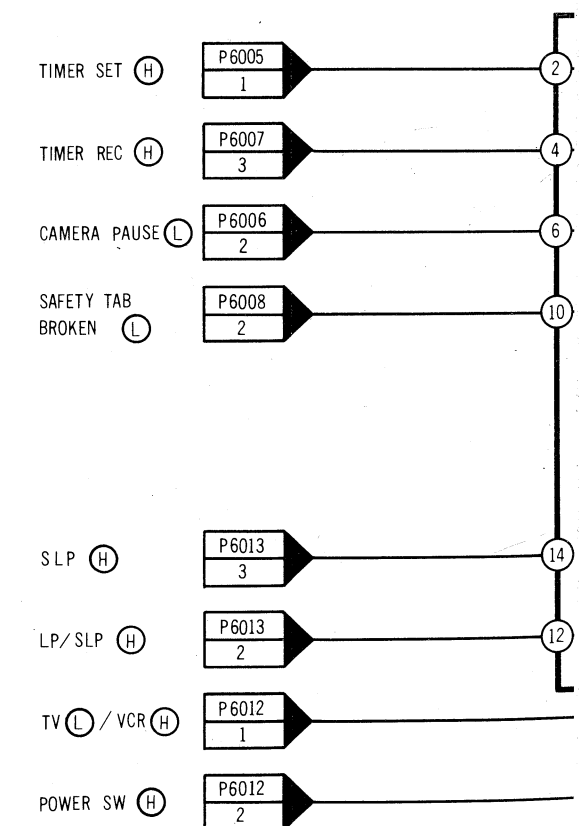 P6005
TIMER SET (H) 1 2
P6007
TIMER REC (H) 3 4
P6006
CAMERA PAUSE (L) 2 6
SAFETY TAB P6008
BROKEN (L) 2 10
P6013
SLP (H) 3 14
P6013
LP/SLP (H) 2 12
P6012
TV (L) / VCR (H) 1
P6012
POWER SW (H) 2